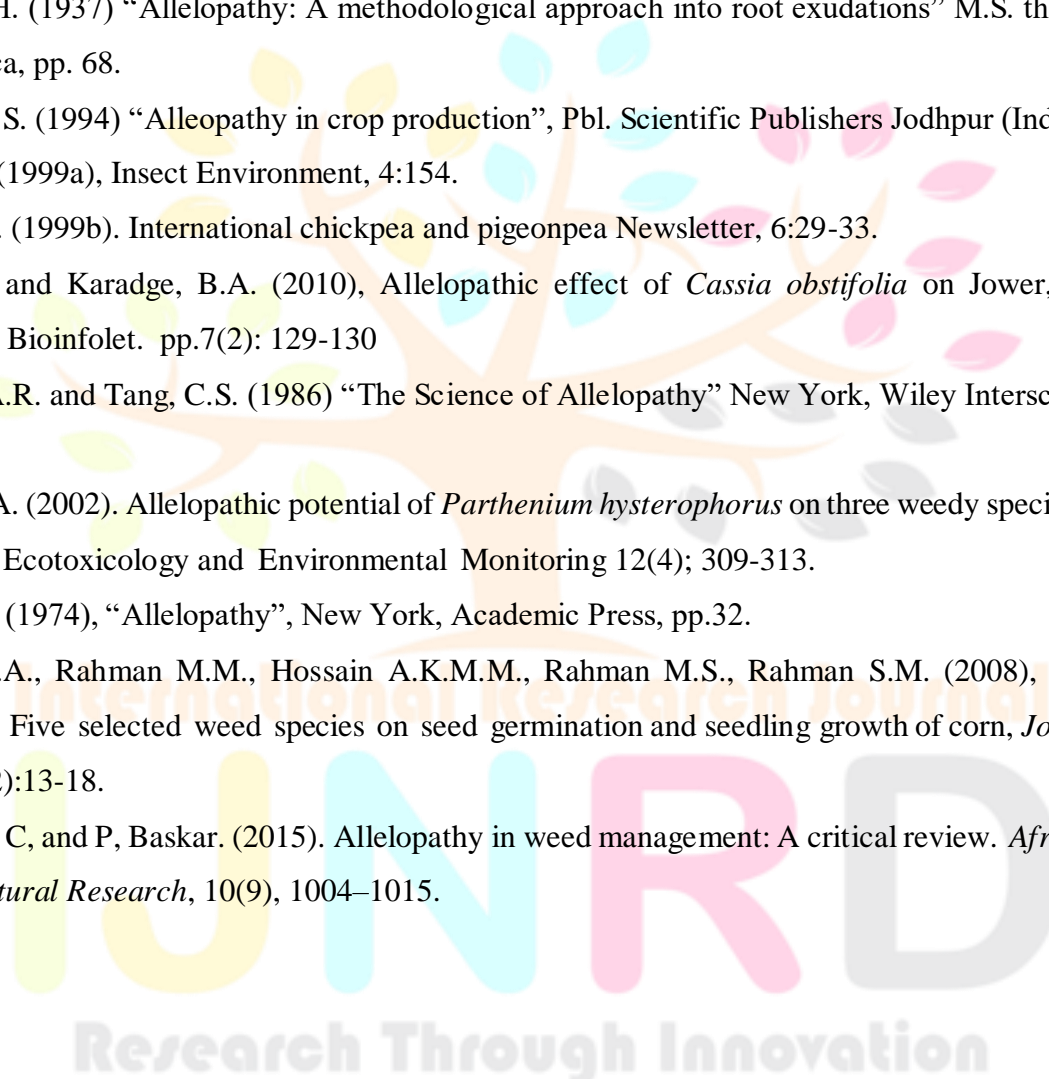 H. (1937) “Allelopathy: A methodological approach into root exudations” M.S. th
ca, pp. 68.
S. (1994) “Alleopathy in crop production”, Pbl. Scientific Publishers Jodhpur (Ind
(1999a), Insect Environment, 4:154.
. (1999b). International chickpea and pigeonpea Newsletter, 6:29-33.
and Karadge, B.A. (2010), Allelopathic effect of Cassia obstifolia on Jower,
Bioinfolet. pp.7(2): 129-130
A.R. and Tang, C.S. (1986) “The Science of Allelopathy” New York, Wiley Intersc
A. (2002). Allelopathic potential of Parthenium hysterophorus on three weedy speci
Ecotoxicology and Environmental Monitoring 12(4); 309-313.
(1974), “Allelopathy”, New York, Academic Press, pp.32.
.A., Rahman M.M., Hossain A.K.M.M., Rahman M.S., Rahman S.M. (2008),
International Research Journal
Five selected weed species on seed germination and seedling growth of corn, Jo
2):13-18.
C, and P, Baskar. (2015). Allelopathy in weed management: A critical review. Afr
tural Research, 10(9), 1004–1015.
IJNRD
Research Through Innovation